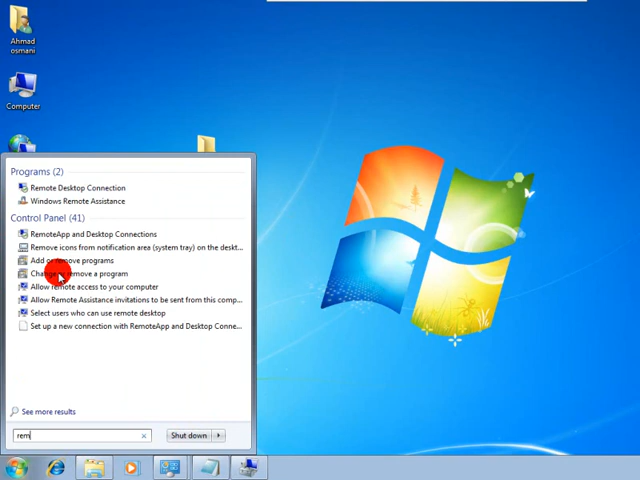 Ahmad
osmani
Computer
Programs (2)
Remote Desktop Connection
Windows Remote Assistance
Control Panel (41)
RemoteApp and Desktop Connections
Remove icons from notification area (system tray) on the deskt...
Add or remove programs
Change or remove a program
Allow remote access to your computer
Allow Remote Assistance invitations to be sent from this comp...
Select users who can use remote desktop
Set up a new connection with RemoteApp and Desktop Conne...
See more results
rem
Shut down